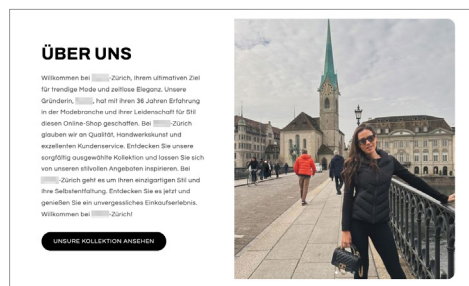 ÜBER UNS
Willkommen bei -Zürich, Ihrem ultimativen Ziel
für trendige Mode und zeitlose Eleganz. Unsere
Gründerin, , hat mit ihren 36 Jahren Erfahrung
in der Modebranche und ihrer Leidenschaft für Stil
diesen Online-Shop geschaffen. Bei -Zürich
glauben wir an Qualität, Handwerkskunst und
exzellenten Kundenservice. Entdecken Sie unsere
sorgfältig ausgewählte Kollektion und lassen Sie sich
von unseren stilvollen Angeboten inspirieren. Bei
-Zürich geht es um Ihren einzigartigen Stil und
Ihre Selbstentfaltung. Entdecken Sie es jetzt und
genießen Sie ein unvergessliches Einkaufserlebnis.
Willkommen bei -Zürich!
UNSURE KOLLEKTION ANSEHEN